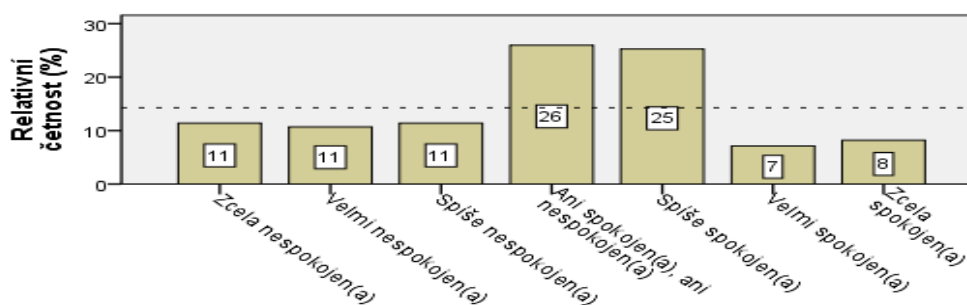 Relativní
četnost (%)
30
20
10
0
11
11
11
26
25
7
8
Zcela nespokojen(a)
Velmi nespokojen(a)
Spíše nespokojen(a)
Ani spokojen(a), ani
nespokojen(a)
Spíše spokojen(a)
Velmi spokojen(a)
Zcela
spokojen(a)